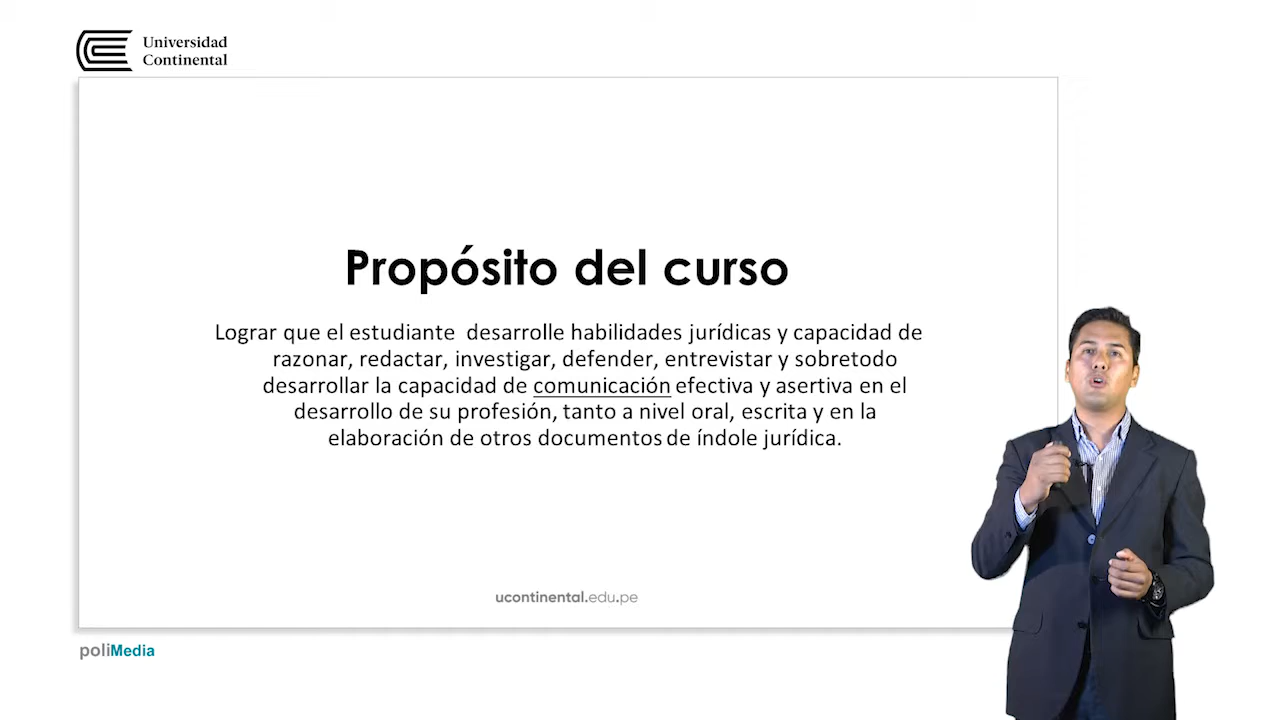 Universidad
Continental
Propósito del curso
Lograr que el estudiante desarrolle habilidades jurídicas y capacidad de
razonar, redactar, investigar, defender, entrevistar y sobretodo
desarrollar la capacidad de comunicación efectiva y asertiva en el
desarrollo de su profesión, tanto a nivel oral, escrita y en la
elaboración de otros documentos de índole jurídica.
ucontinental.edu.pe
poliMedia